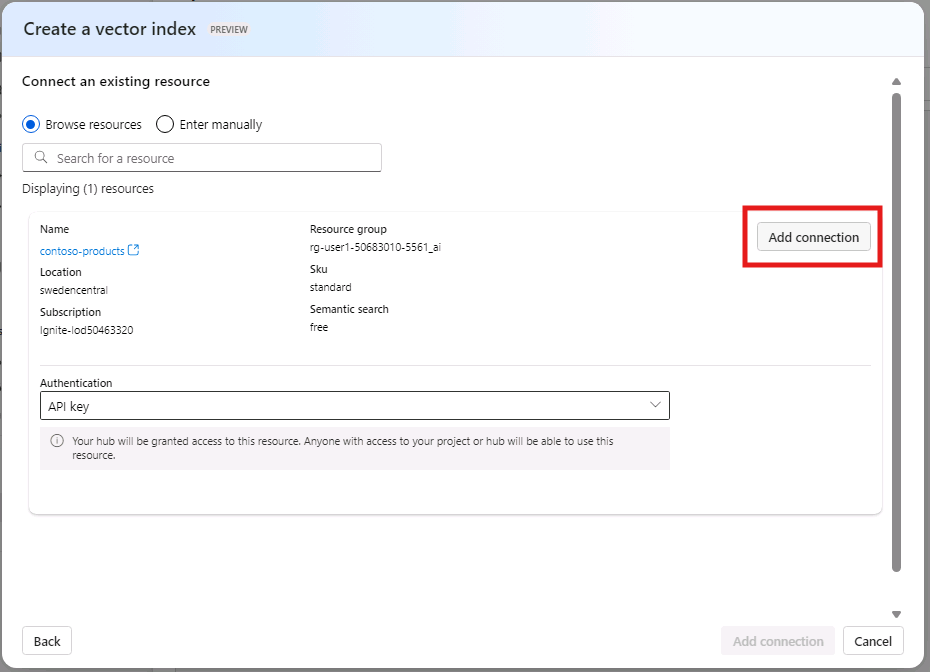 Create a vector index PREVIEW
Connect an existing resource
Browse resources Enter manually
Search for a resource
Displaying (1) resources
Name
contoso-products
Location
swedencentral
Subscription
Ignite-lod50463320
Resource group
rg-user1-50683010-5561_ai
Sku
standard
Semantic search
free
Add connection
Authentication
API key
Your hub will be granted access to this resource. Anyone with access to your project or hub will be able to use this
resource.
Back
Add connection
Cancel